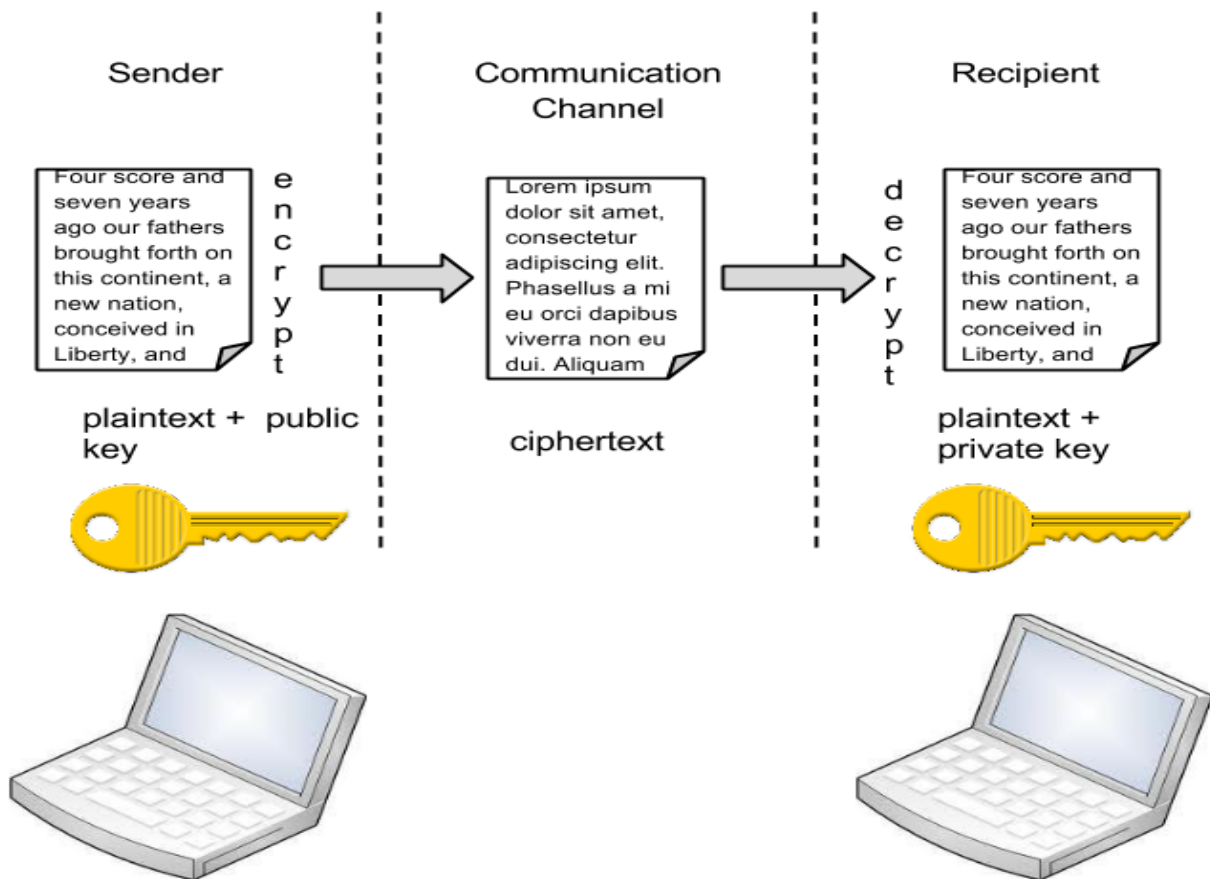 Sender
Communication
Channel
Recipient
Four score and
seven years
ago our fathers
brought forth on
this continent, a
new nation,
conceived in
Liberty, and
encrypt
Lorem ipsum
dolor sit amet,
consectetur
adipiscing elit.
Phasellus a mi
eu orci dapibus
viverra non eu
dui. Aliquam
decrypt
Four score and
seven years
ago our fathers
brought forth on
this continent, a
new nation,
conceived in
Liberty, and
plaintext + public
key
ciphertext
plaintext +
private key